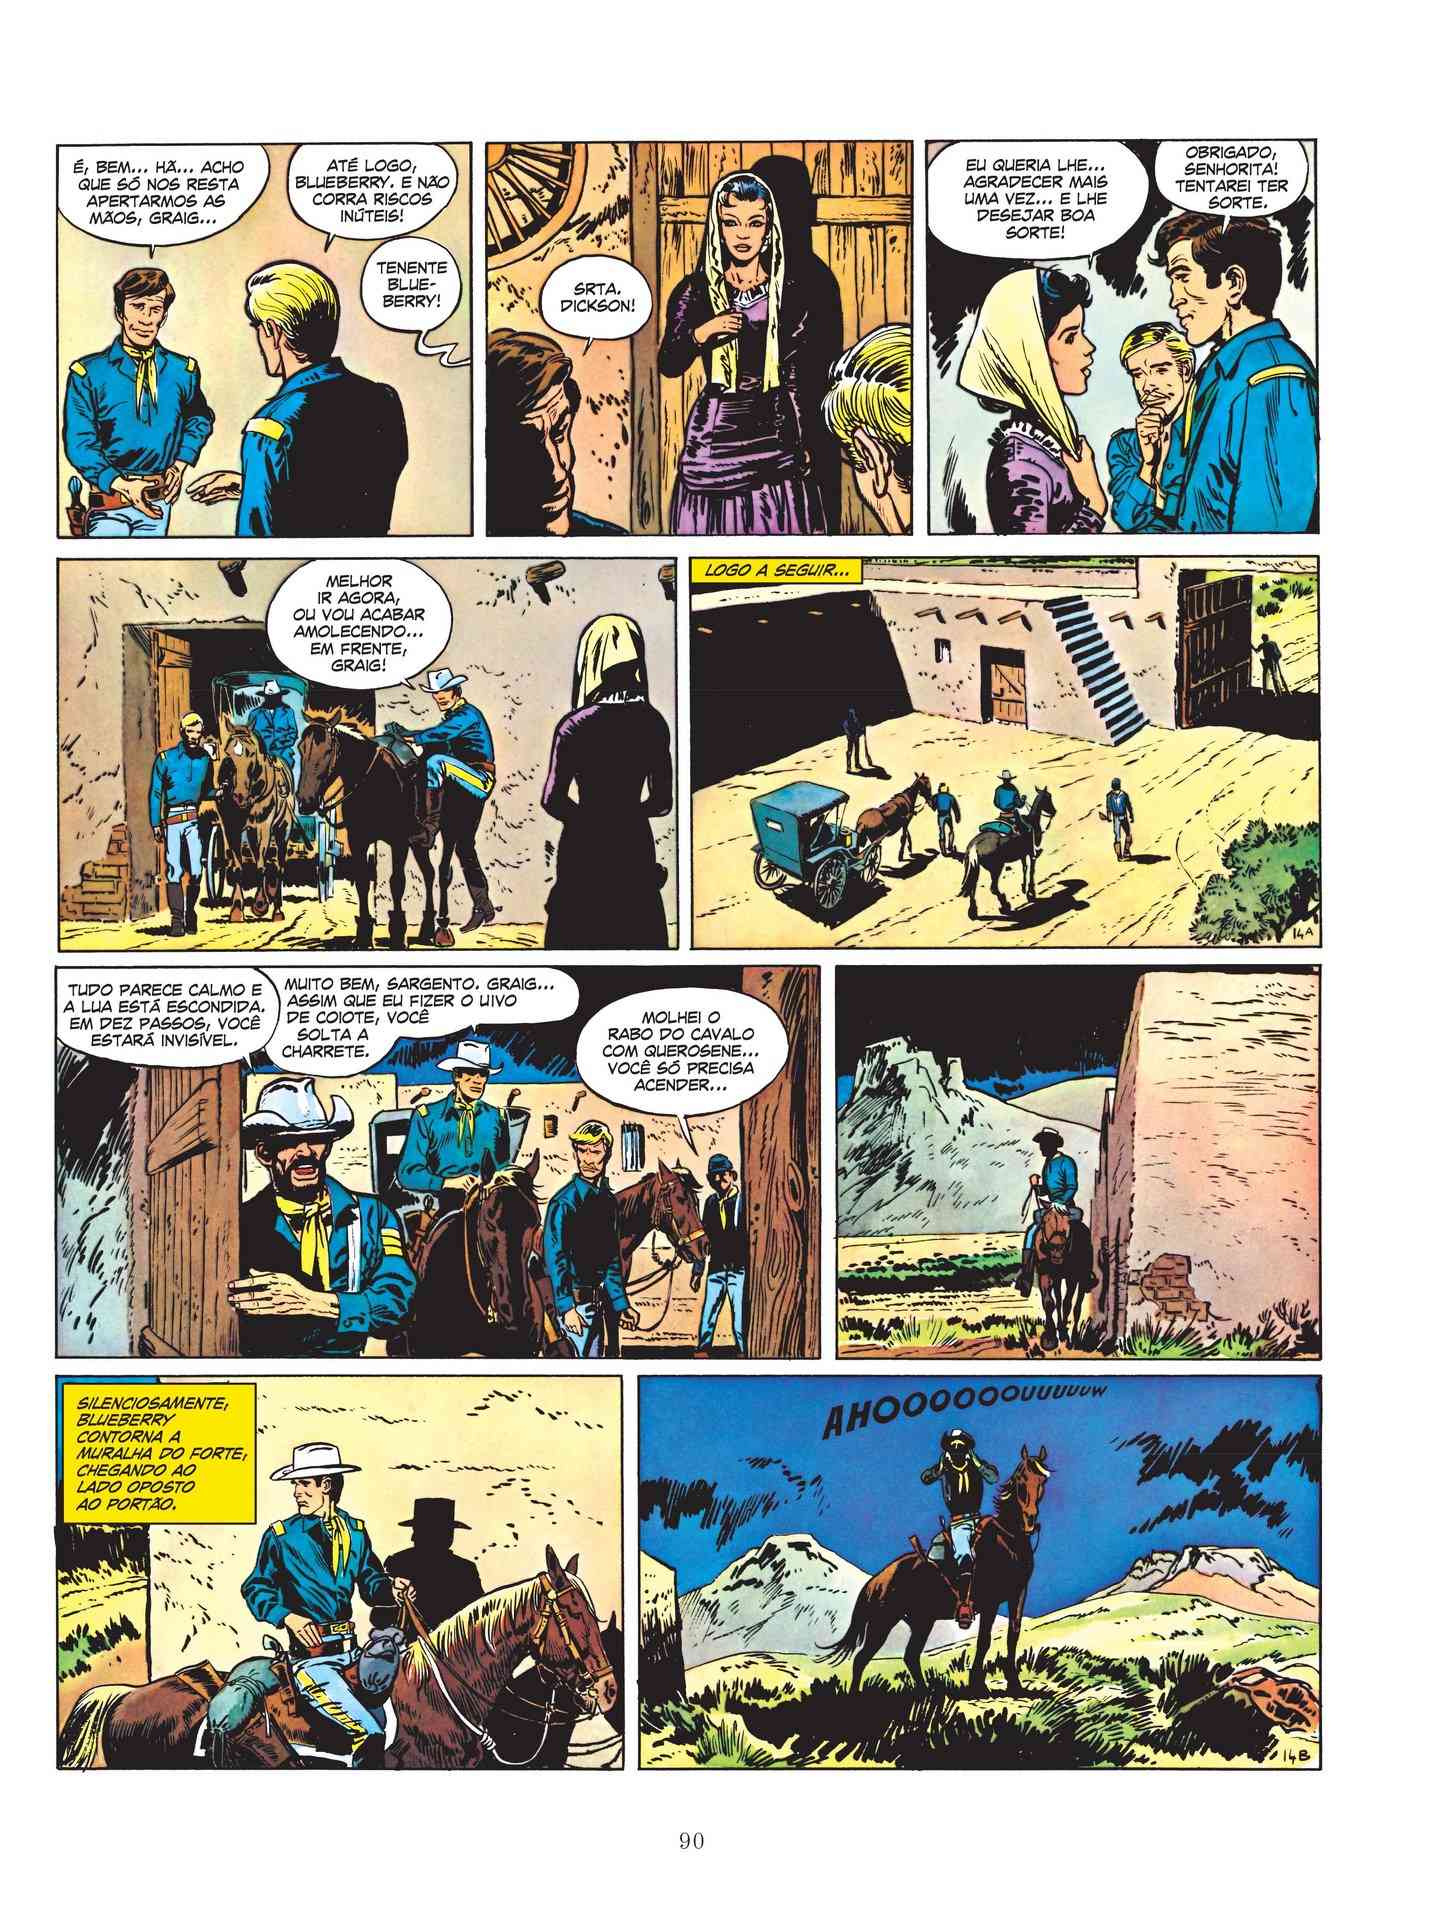 É, BEM... HÃ... ACHO
QUE SÓ NOS RESTA
APERTARMOS AS
MÃOS, GRAIG...
ATÉ LOGO,
BLUEBERRY. E NÃO
CORRA RISCOS
INÚTEIS!
TENENTE
BLUE-
BERRY!
SRTA.
DICKSON!
EU QUERIA LHE...
AGRADECER MAIS
UMA VEZ... E LHE
DESEJAR BOA
SORTE!
OBRIGADO,
SENHORITA!
TENTAREI TER
SORTE.
MELHOR
IR AGORA,
OU VOU ACABAR
AMOLECENDO...
EM FRENTE,
GRAIG!
LOGO A SEGUIR...
14A
TUDO PARECE CALMO E
A LUA ESTÁ ESCONDIDA.
EM DEZ PASSOS, VOCÊ
ESTARÁ INVISÍVEL.
MUITO BEM, SARGENTO. GRAIG...
ASSIM QUE EU FIZER O UIVO
DE COIOTE, VOCÊ
SOLTA A
CHARRETE.
MOLHEI O
RABO DO CAVALO
COM QUEROSENE...
VOCÊ SÓ PRECISA
ACENDER...
SILENCIOSAMENTE,
BLUEBERRY
CONTORNA A
MURALHA DO FORTE,
CHEGANDO AO
LADO OPOSTO
AO PORTÃO.
AHOOOOOOUUUUUW
14B
90